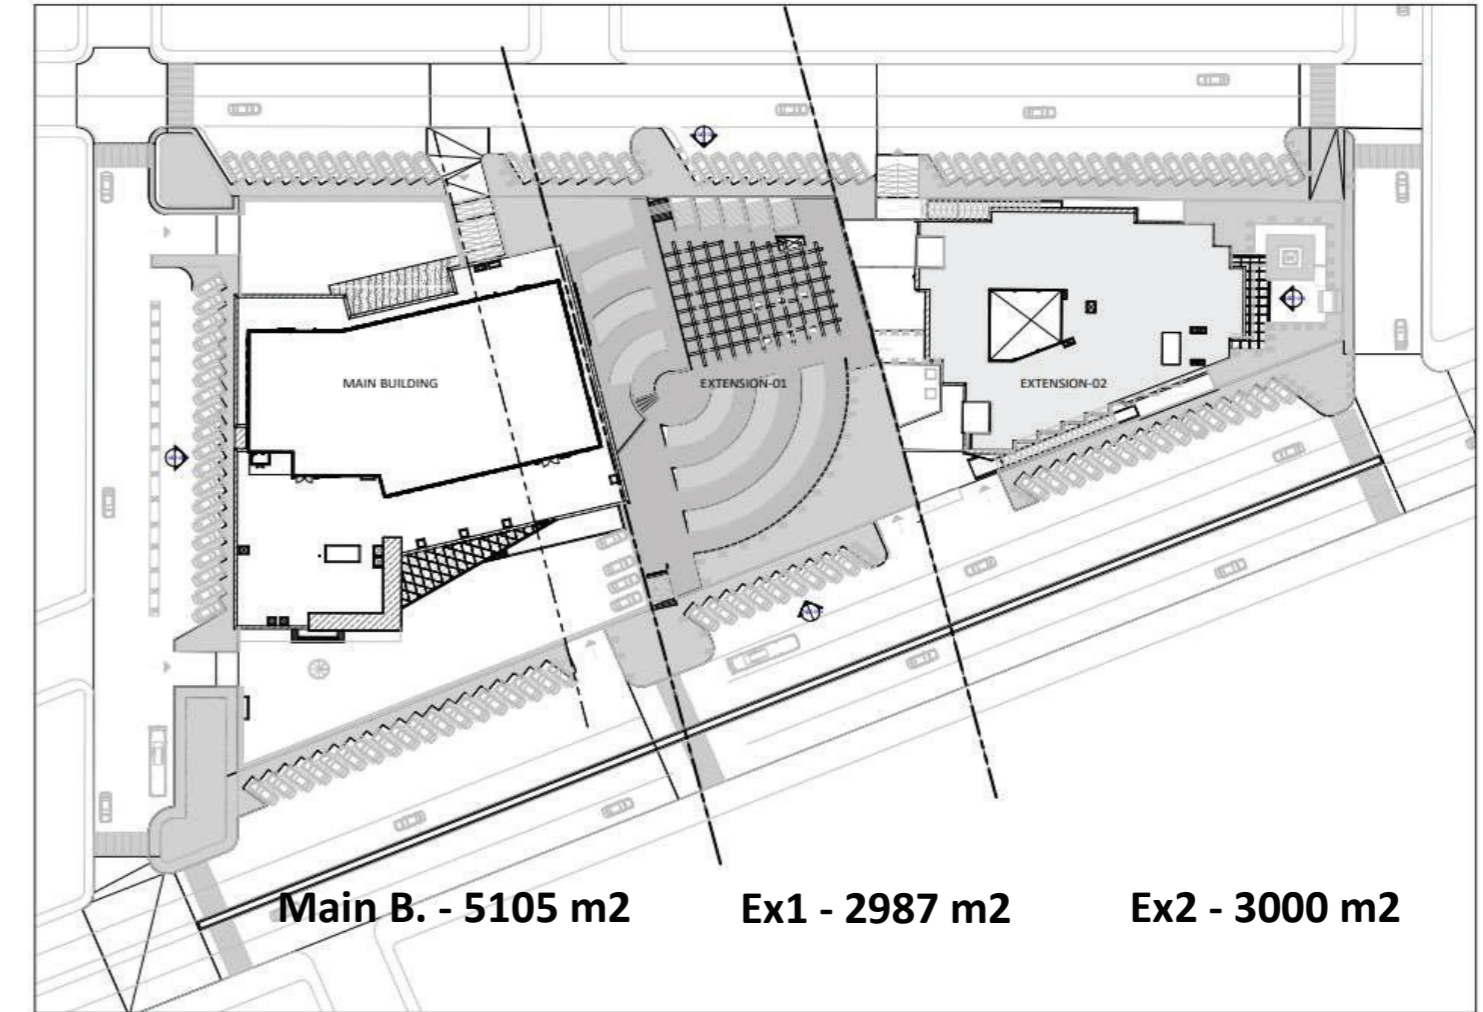 MAIN BUILDING
EXTENSION-01
EXTENSION-02
Main B. - 5105 m2
Ex1 - 2987 m2
Ex2 - 3000 m2